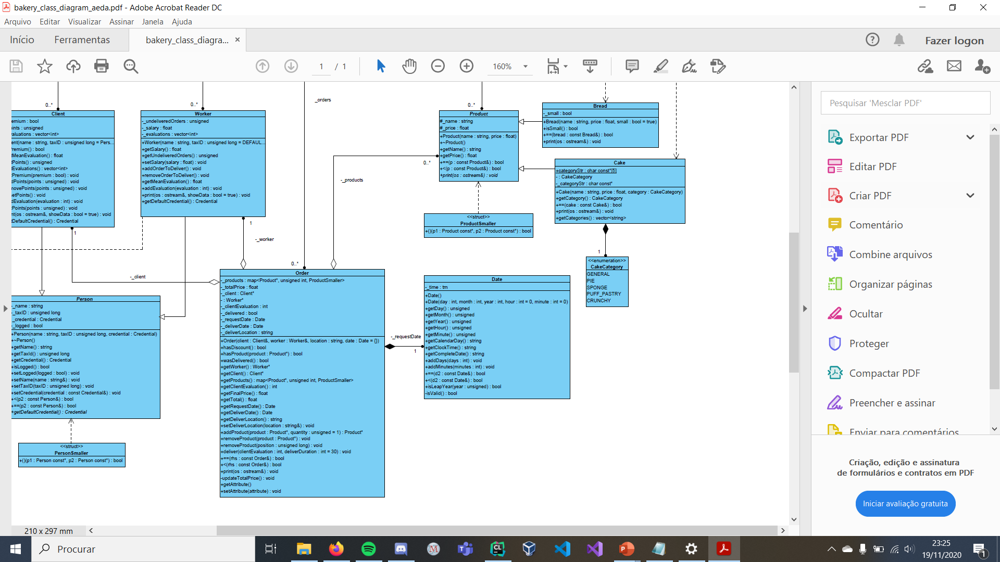 bakery_class_diagram_aeda.pdf - Adobe Acrobat Reader DC
Arquivo Editar Visualizar Assinar Janela Ajuda
Início Ferramentas bakery_class_diagra... ×
Fazer logon
1 / 1
160%
0..*
Client
emium : bool
ints : unsigned
aluations : vector<int>
ent(name : string, taxID : unsigned long = Pers...
Premium() : bool
tMeanEvaluation() : float
tPoints() : unsigned
tEvaluations() : vector<int>
tPremium(premium : bool) : void
dPoints(points : unsigned) : void
movePoints(points : unsigned) : void
setPoints() : void
dEvaluation(evaluation : int) : void
tPoints(points : unsigned) : void
int(os : ostream&, showData : bool = true) : void
tDefaultCredential() : Credential
1
0..*
Worker
-_undeliveredOrders : unsigned
-_salary : float
-_evaluations : vector<int>
+Worker(name : string, taxID : unsigned long = DEFAUL...
+getSalary() : float
+getUndeliveredOrders() : unsigned
+setSalary(salary : float) : void
+addOrderToDeliver() : void
+removeOrderToDeliver() : void
+getMeanEvaluation() : float
+addEvaluation(evaluation : int) : void
+print(os : ostream&, showData : bool = true) : void
+getDefaultCredential() : Credential
1
-_worker
_orders
0..*
-_client
0..*
Product
#_name : string
#_price : float
+Product(name : string, price : float)
+~Product()
+getName() : string
+getPrice() : float
+==(p : const Product&) : bool
+<(p : const Product&) : bool
+print(os : ostream&) : void
0..*
-_products
<<struct>>
ProductSmaller
+()(p1 : Product const*, p2 : Product const*) : bool
Bread
-_small : bool
+Bread(name : string, price : float, small : bool = true)
+isSmall() : bool
+==(bread : const Bread&) : bool
+print(os : ostream&) : void
Cake
+categoryStr : char const*[5]
- : CakeCategory
-_categoryStr : char const*
+Cake(name : string, price : float, category : CakeCategory)
+getCategory() : CakeCategory
+==(cake : const Cake&) : bool
+print(os : ostream&) : void
+getCategories() : vector<string>
1
<<enumeration>>
CakeCategory
GENERAL
PIE
SPONGE
PUFF_PASTRY
CRUNCHY
Person
-_name : string
-_taxID : unsigned long
_credential : Credential
-_logged : bool
+Person(name : string, taxID : unsigned long, credential : Credential)
+~Person()
+getName() : string
+getTaxId() : unsigned long
+getCredential() : Credential
+isLogged() : bool
+setLogged(logged : bool) : void
+setName(name : string&) : void
+setTaxID(taxID : unsigned long) : void
+setCredential(credential : const Credential&) : void
+<(p2 : const Person&) : bool
+==(p2 : const Person&) : bool
+getDefaultCredential() : Credential
<<struct>>
PersonSmaller
+()(p1 : Person const*, p2 : Person const*) : bool
Order
-_products : map<Product*, unsigned int, ProductSmaller>
-_totalPrice : float
-_client : Client*
- : Worker*
-_clientEvaluation : int
-_delivered : bool
-_requestDate : Date
-_deliverDate : Date
-_deliverLocation : string
+Order(client : Client&, worker : Worker&, location : string, date : Date = {})
+hasDiscount() : bool
+hasProduct(product : Product*) : bool
+wasDelivered() : bool
+getWorker() : Worker*
+getClient() : Client*
+getProducts() : map<Product*, unsigned int, ProductSmaller>
+getClientEvaluation() : int
+getFinalPrice() : float
+getTotal() : float
+getRequestDate() : Date
+getDeliverDate() : Date
+getDeliverLocation() : string
+setDeliverLocation(location : string&) : void
+addProduct(product : Product*, quantity : unsigned = 1) : Product*
+removeProduct(product : Product*) : void
+removeProduct(position : unsigned long) : void
+deliver(clientEvaluation : int, deliverDuration : int = 30) : void
+==(rhs : const Order&) : bool
+<(rhs : const Order&) : bool
+print(os : ostream&) : void
-updateTotalPrice() : void
+getAttribute()
+setAttribute(attribute) : void
-_requestDate
1
Date
-_time : tm
+Date()
+Date(day : int, month : int, year : int, hour : int = 0, minute : int = 0)
+getDay() : unsigned
+getMonth() : unsigned
+getYear() : unsigned
+getHour() : unsigned
+getMinute() : unsigned
+getCalendarDay() : string
+getClockTime() : string
+getCompleteDate() : string
+addDays(days : int) : void
+addMinutes(minutes : int) : void
+==(d2 : const Date&) : bool
+<(d2 : const Date&) : bool
+isLeapYear(year : unsigned) : bool
-isValid() : bool
Pesquisar 'Mesclar PDF'
Exportar PDF
Editar PDF
Criar PDF
Comentário
Combine arquivos
Organizar páginas
Ocultar
Proteger
Compactar PDF
Preencher e assinar
Enviar para comentários
Criação, edição e assinatura
de formulários e contratos em PDF
Iniciar avaliação gratuita
210 x 297 mm
Procurar
23:25
19/11/2020
1